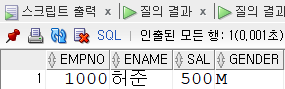 스크립트 출력 × 질의 결과 × 질의 결
SQL | 인출된 모든 행: 1(0,001초)
EMPNO ENAME SAL GENDER
1 1000 허준 500 M